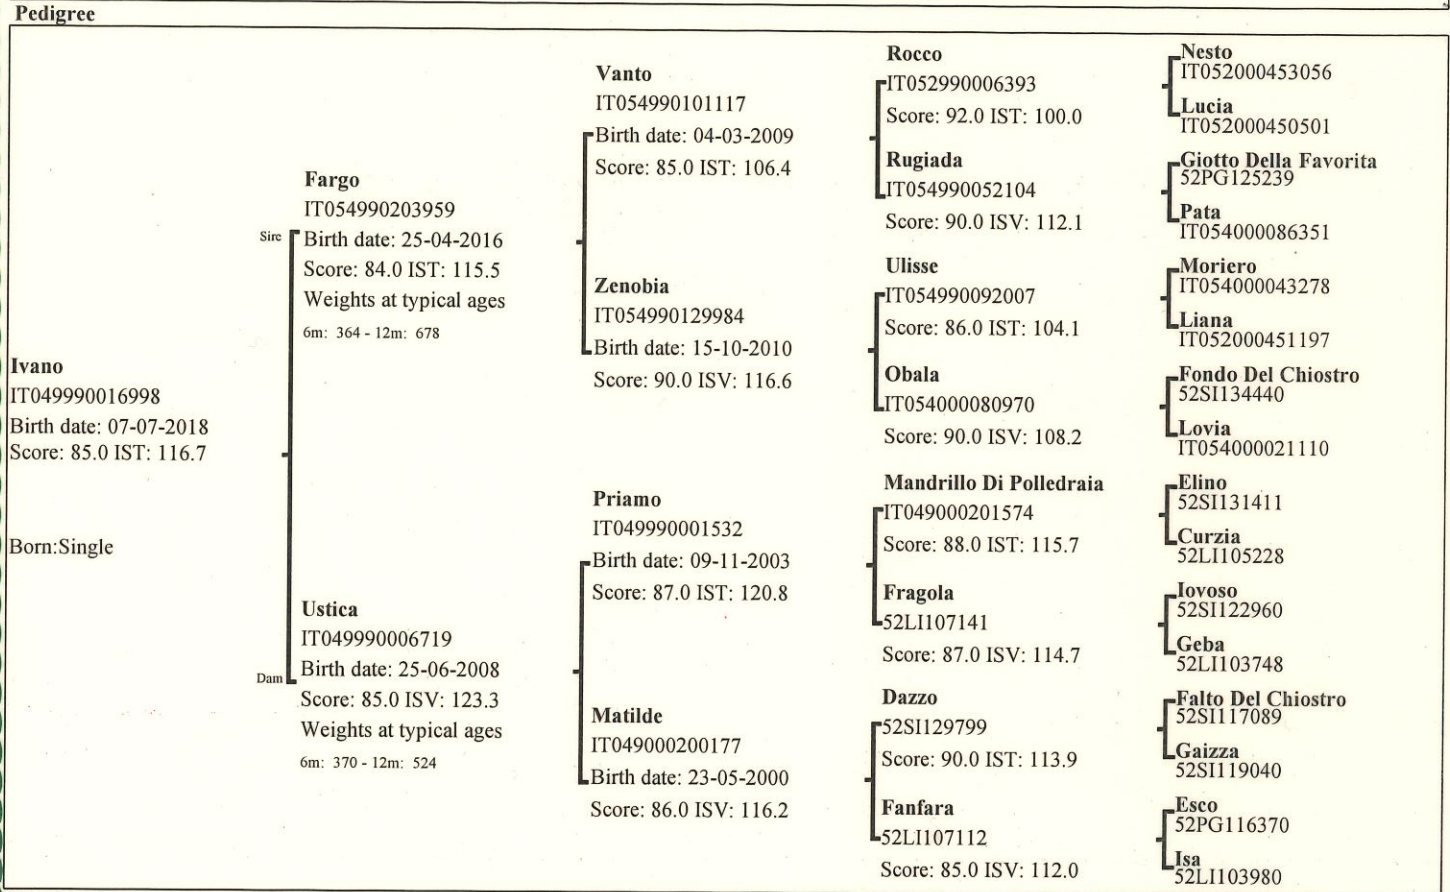 Pedigree
Ivano
IT049990016998
Birth date: 07-07-2018
Score: 85.0 IST: 116.7
Born:Single
Sire
Fargo
IT054990203959
Birth date: 25-04-2016
Score: 84.0 IST: 115.5
Weights at typical ages
6m: 364 - 12m: 678
Dam
Ustica
IT049990006719
Birth date: 25-06-2008
Score: 85.0 ISV: 123.3
Weights at typical ages
6m: 370 - 12m: 524
Vanto
IT054990101117
Birth date: 04-03-2009
Score: 85.0 IST: 106.4
Zenobia
IT054990129984
Birth date: 15-10-2010
Score: 90.0 ISV: 116.6
Priamo
IT049990001532
Birth date: 09-11-2003
Score: 87.0 IST: 120.8
Matilde
IT049000200177
Birth date: 23-05-2000
Score: 86.0 ISV: 116.2
Rocco
IT052990006393
Score: 92.0 IST: 100.0
Rugiada
IT054990052104
Score: 90.0 ISV: 112.1
Ulisse
IT054990092007
Score: 86.0 IST: 104.1
Obala
IT054000080970
Score: 90.0 ISV: 108.2
Mandrillo Di Polledraia
IT049000201574
Score: 88.0 IST: 115.7
Fragola
52LI107141
Score: 87.0 ISV: 114.7
Dazzo
52SI129799
Score: 90.0 IST: 113.9
Fanfara
52LI107112
Score: 85.0 ISV: 112.0
Nesto
IT052000453056
Lucia
IT052000450501
Giotto Della Favorita
52PG125239
Pata
IT054000086351
Moriero
IT054000043278
Liana
IT052000451197
Fondo Del Chiostro
52SI134440
Lovia
IT054000021110
Elino
52SI131411
Curzia
52LI105228
Iovoso
52SI122960
Geba
52LI103748
Falto Del Chiostro
52SI117089
Gaizza
52SI119040
Esco
52PG116370
Isa
52LI103980